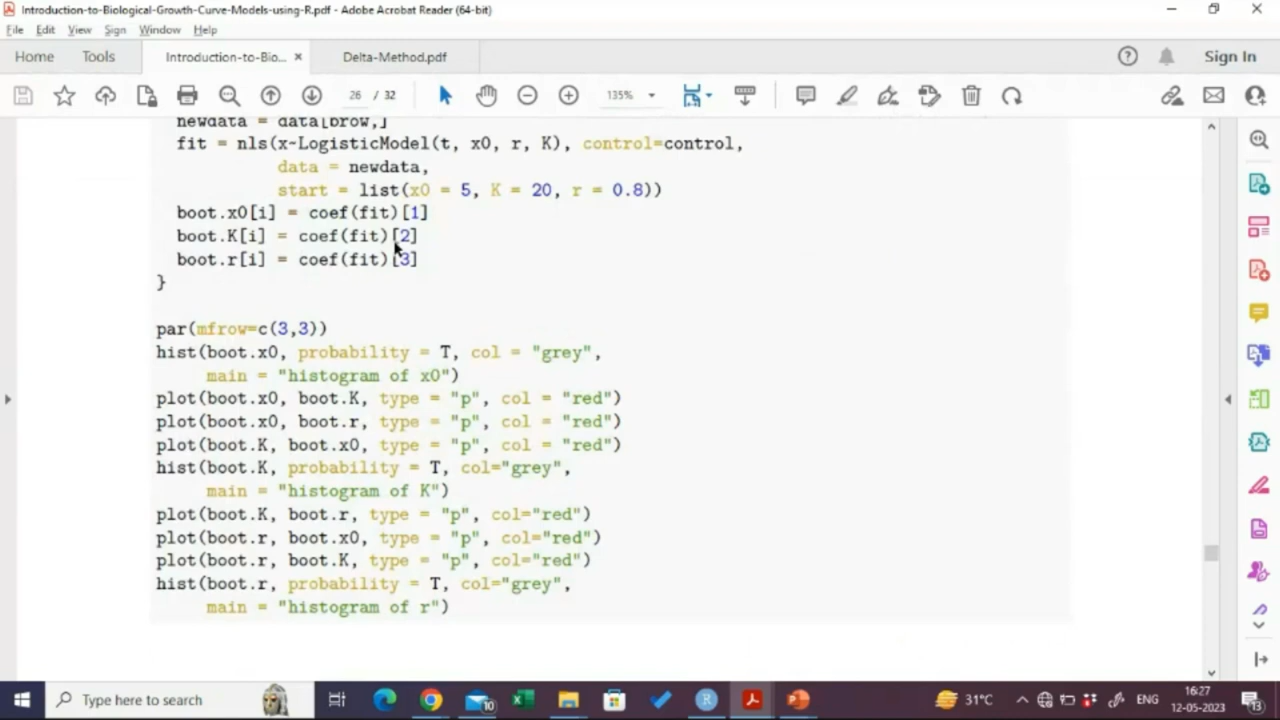 Introduction-to-Biological-Growth-Curve-Models-using-R.pdf - Adobe Acrobat Reader (64-bit)
File Edit View Sign Window Help
Home Tools Introduction-to-Bio... × Delta-Method.pdf Sign In
26 / 32 135%
newdata = data[brow,]
fit = nls(x~LogisticModel(t, x0, r, K), control=control,
data = newdata,
start = list(x0 = 5, K = 20, r = 0.8))
boot.x0[i] = coef(fit)[1]
boot.K[i] = coef(fit)[2]
boot.r[i] = coef(fit)[3]
}
par(mfrow=c(3,3))
hist(boot.x0, probability = T, col = "grey",
main = "histogram of x0")
plot(boot.x0, boot.K, type = "p", col = "red")
plot(boot.x0, boot.r, type = "p", col = "red")
plot(boot.K, boot.x0, type = "p", col = "red")
hist(boot.K, probability = T, col="grey",
main = "histogram of K")
plot(boot.K, boot.r, type = "p", col="red")
plot(boot.r, boot.x0, type = "p", col="red")
plot(boot.r, boot.K, type = "p", col="red")
hist(boot.r, probability = T, col="grey",
main = "histogram of r")
Type here to search 10 R 31°C ENG 16:27
12-05-2023 13